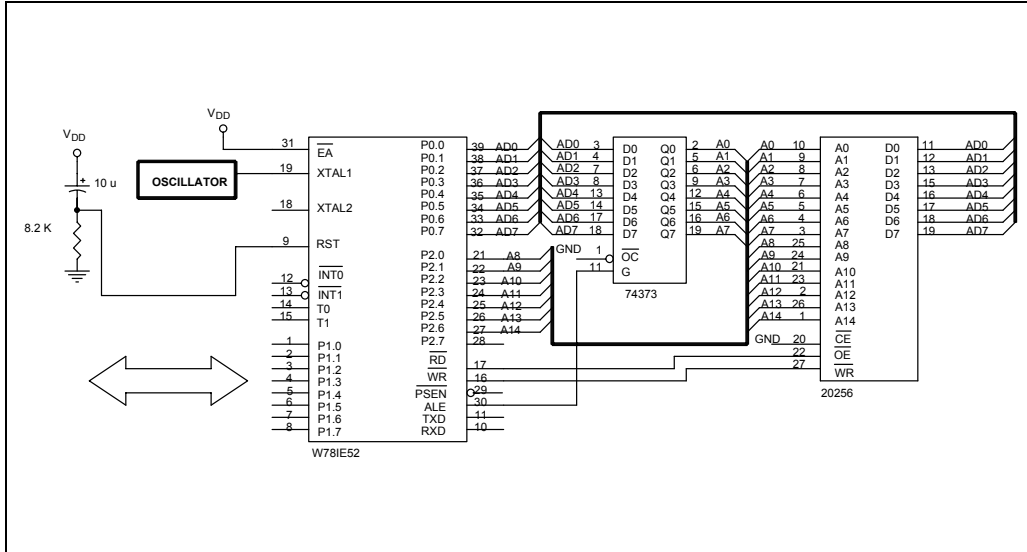 VDD
10 u
8.2 K
VDD
OSCILLATOR
31 EA
19 XTAL1
18 XTAL2
9 RST
12 INT0
13 INT1
14 T0
15 T1
1 P1.0
2 P1.1
3 P1.2
4 P1.3
5 P1.4
6 P1.5
7 P1.6
8 P1.7
P0.0 39 AD0
P0.1 38 AD1
P0.2 37 AD2
P0.3 36 AD3
P0.4 35 AD4
P0.5 34 AD5
P0.6 33 AD6
P0.7 32 AD7
P2.0 21 A8
P2.1 22 A9
P2.2 23 A10
P2.3 24 A11
P2.4 25 A12
P2.5 26 A13
P2.6 27 A14
P2.7 28
RD 17
WR 16
PSEN 29
ALE 30
TXD 11
RXD 10
W78IE52
AD0 3 D0 Q0 2 A0
AD1 4 D1 Q1 5 A1
AD2 7 D2 Q2 6 A2
AD3 8 D3 Q3 9 A3
AD4 13 D4 Q4 12 A4
AD5 14 D5 Q5 15 A5
AD6 17 D6 Q6 16 A6
AD7 18 D7 Q7 19 A7
GND 1 OC
11 G
74373
A0 10 A0 D0 11 AD0
A1 9 A1 D1 12 AD1
A2 8 A2 D2 13 AD2
A3 7 A3 D3 15 AD3
A4 6 A4 D4 16 AD4
A5 5 A5 D5 17 AD5
A6 4 A6 D6 18 AD6
A7 3 A7 D7 19 AD7
A8 25 A8
A9 24 A9
A10 21 A10
A11 23 A11
A12 2 A12
A13 26 A13
A14 1 A14
GND 20 CE
22 OE
27 WR
20256